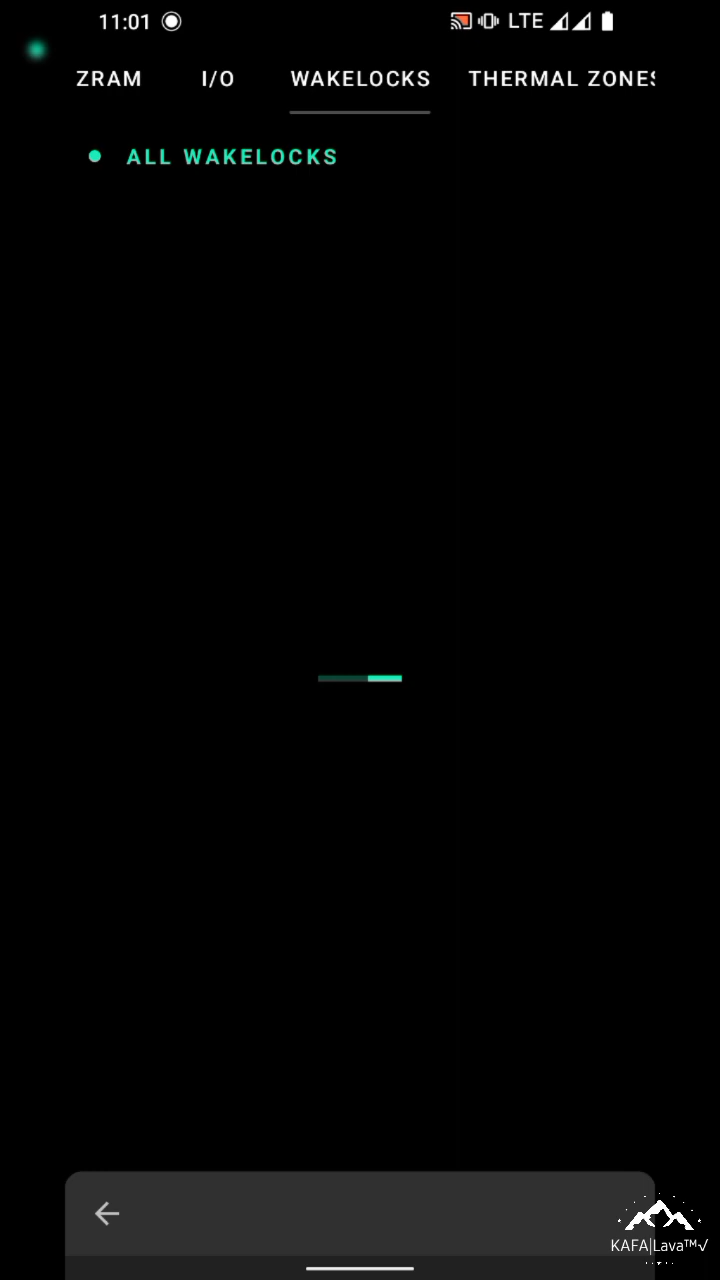 11:01 LTE
ZRAM I/O WAKELOCKS THERMAL ZONES
ALL WAKELOCKS
KAFA|Lava™√